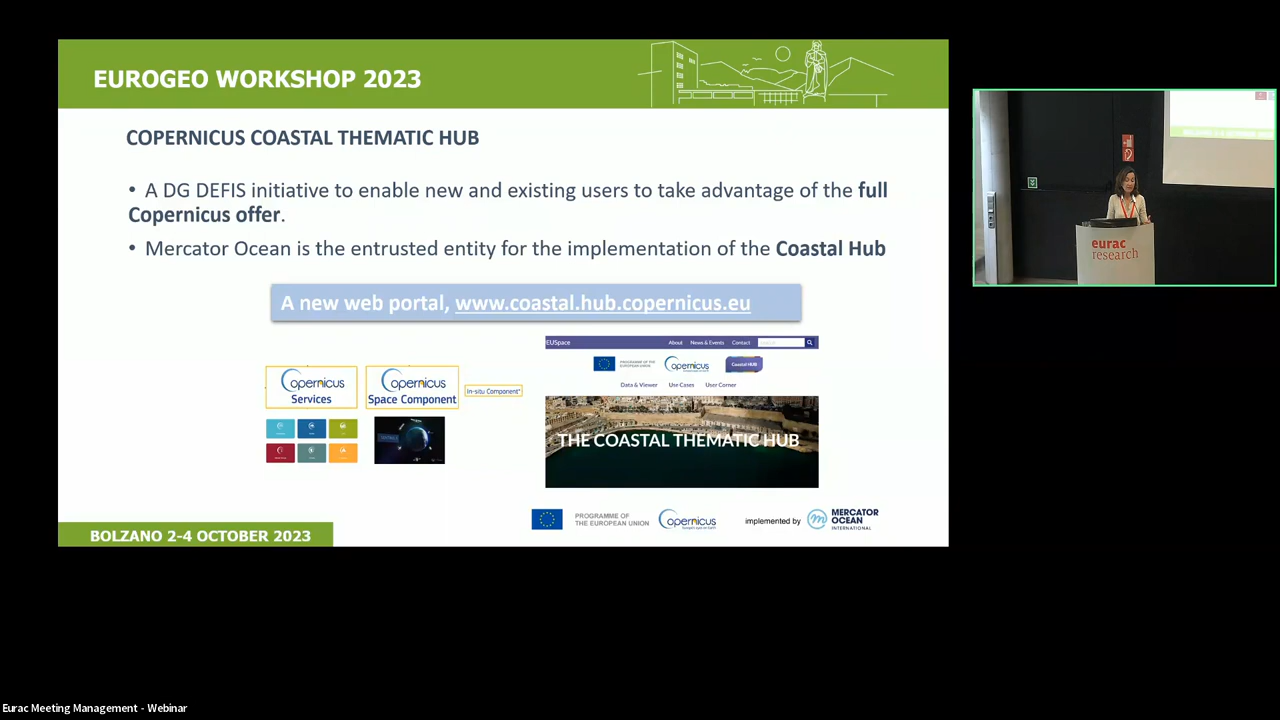 EUROGEO WORKSHOP 2023
COPERNICUS COASTAL THEMATIC HUB
• A DG DEFIS initiative to enable new and existing users to take advantage of the full
Copernicus offer.
• Mercator Ocean is the entrusted entity for the implementation of the Coastal Hub
A new web portal, www.coastal.hub.copernicus.eu
EUSpace
About News & Events Contact
PROGRAMME OF THE
EUROPEAN UNION
Copernicus
Coastal HUB
Data & Viewer Use Cases User Corner
THE COASTAL THEMATIC HUB
Copernicus
Services
Copernicus
Space Component
In-situ Component*
PROGRAMME OF
THE EUROPEAN UNION
Copernicus
implemented by
MERCATOR
OCEAN
INTERNATIONAL
BOLZANO 2-4 OCTOBER 2023
eurac
research
Eurac Meeting Management - Webinar